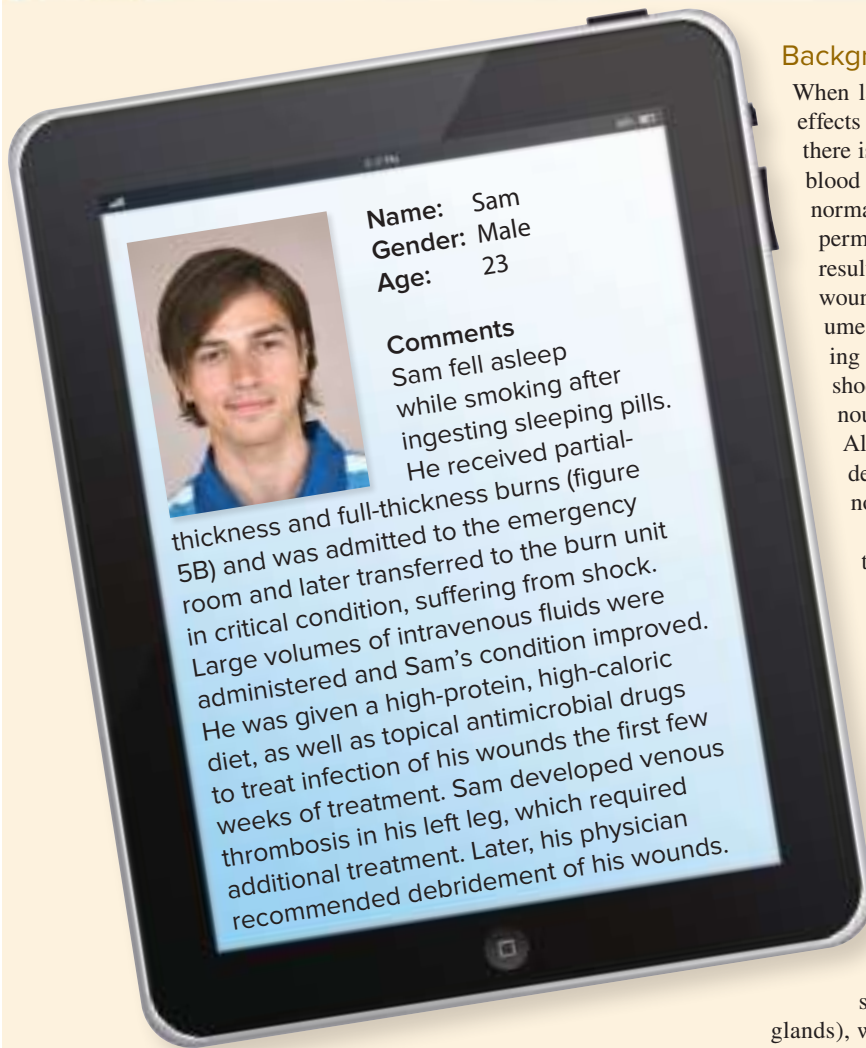 Name: Sam
Gender: Male
Age: 23
Comments
Sam fell asleep
while smoking after
ingesting sleeping pills.
He received partial-
thickness and full-thickness burns (figure
5B) and was admitted to the emergency
room and later transferred to the burn unit
in critical condition, suffering from shock.
Large volumes of intravenous fluids were
administered and Sam's condition improved.
He was given a high-protein, high-caloric
diet, as well as topical antimicrobial drugs
to treat infection of his wounds the first few
weeks of treatment. Sam developed venous
thrombosis in his left leg, which required
additional treatment. Later, his physician
recommended debridement of his wounds.
Backgr
When l
effects
there is
blood
norma
perm
resul
woun
ume
ing
sho
nou
Al
de
n
t
s
glands), w